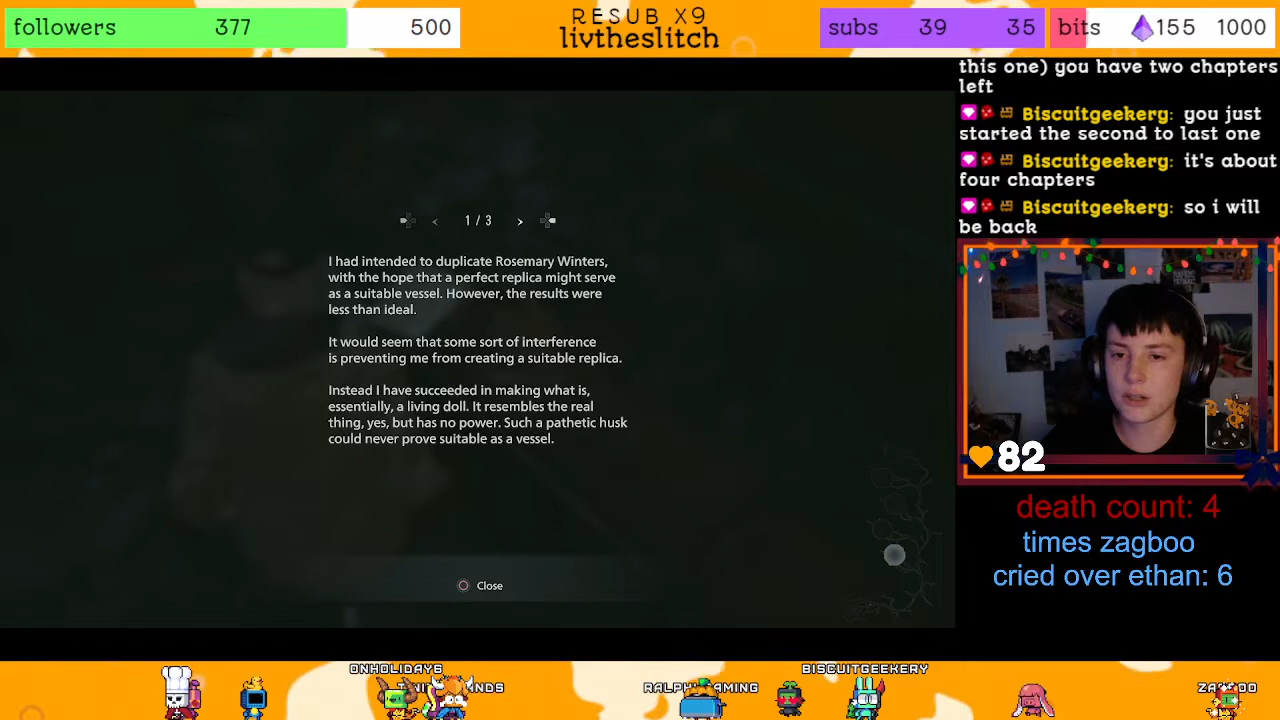 followers 377 500
RESUB X9
livtheslitch
subs 39 35
bits 155 1000
this one) you have two chapters
left
Biscuitgeekery: you just
started the second to last one
Biscuitgeekery: it's about
four chapters
Biscuitgeekery: so i will
be back
< 1 / 3 >
I had intended to duplicate Rosemary Winters,
with the hope that a perfect replica might serve
as a suitable vessel. However, the results were
less than ideal.
It would seem that some sort of interference
is preventing me from creating a suitable replica.
Instead I have succeeded in making what is,
essentially, a living doll. It resembles the real
thing, yes, but has no power. Such a pathetic husk
could never prove suitable as a vessel.
Close
82
death count: 4
times zagboo
cried over ethan: 6
ONHOLIDAY6
BISCUITGEEKERY